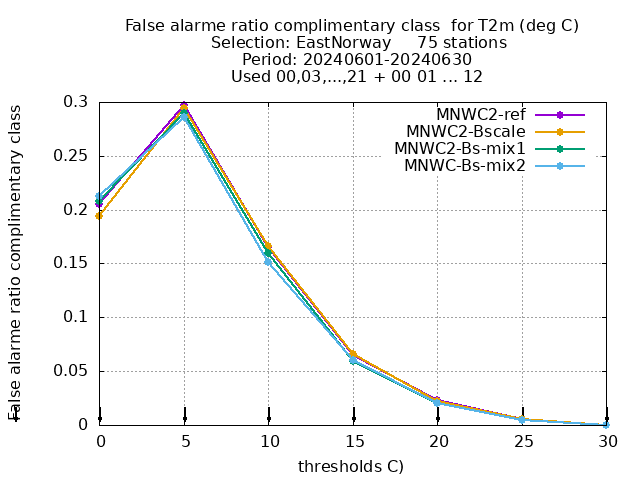 False alarme ratio complimentary class  for T2m (deg C)
Selection: EastNorway     75 stations
Period: 20240601-20240630
Used 00,03,...,21 + 00 01 ... 12
False alarme ratio complimentary class
MNWC2-ref
MNWC2-Bscale
MNWC2-Bs-mix1
MNWC-Bs-mix2
0.3
0.25
0.2
0.15
0.1
0.05
0
0 5 10 15 20 25 30
thresholds C)